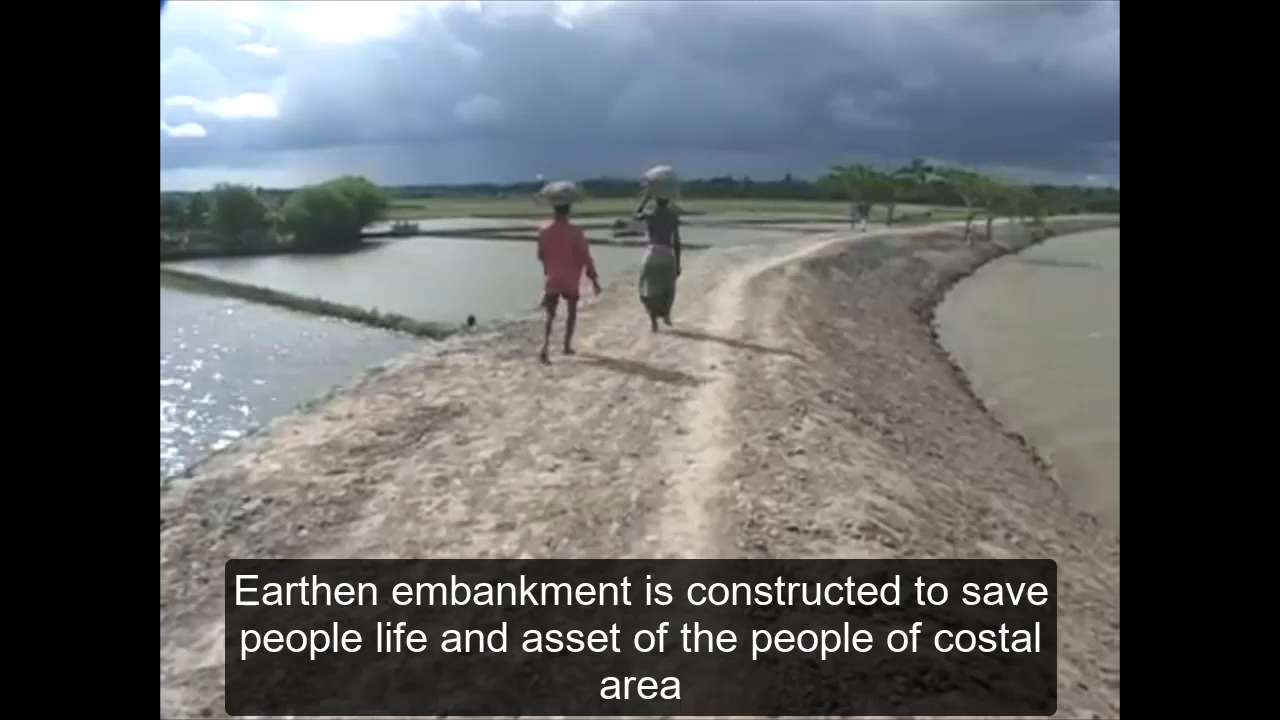 Earthen embankment is constructed to save
people life and asset of the people of costal
area